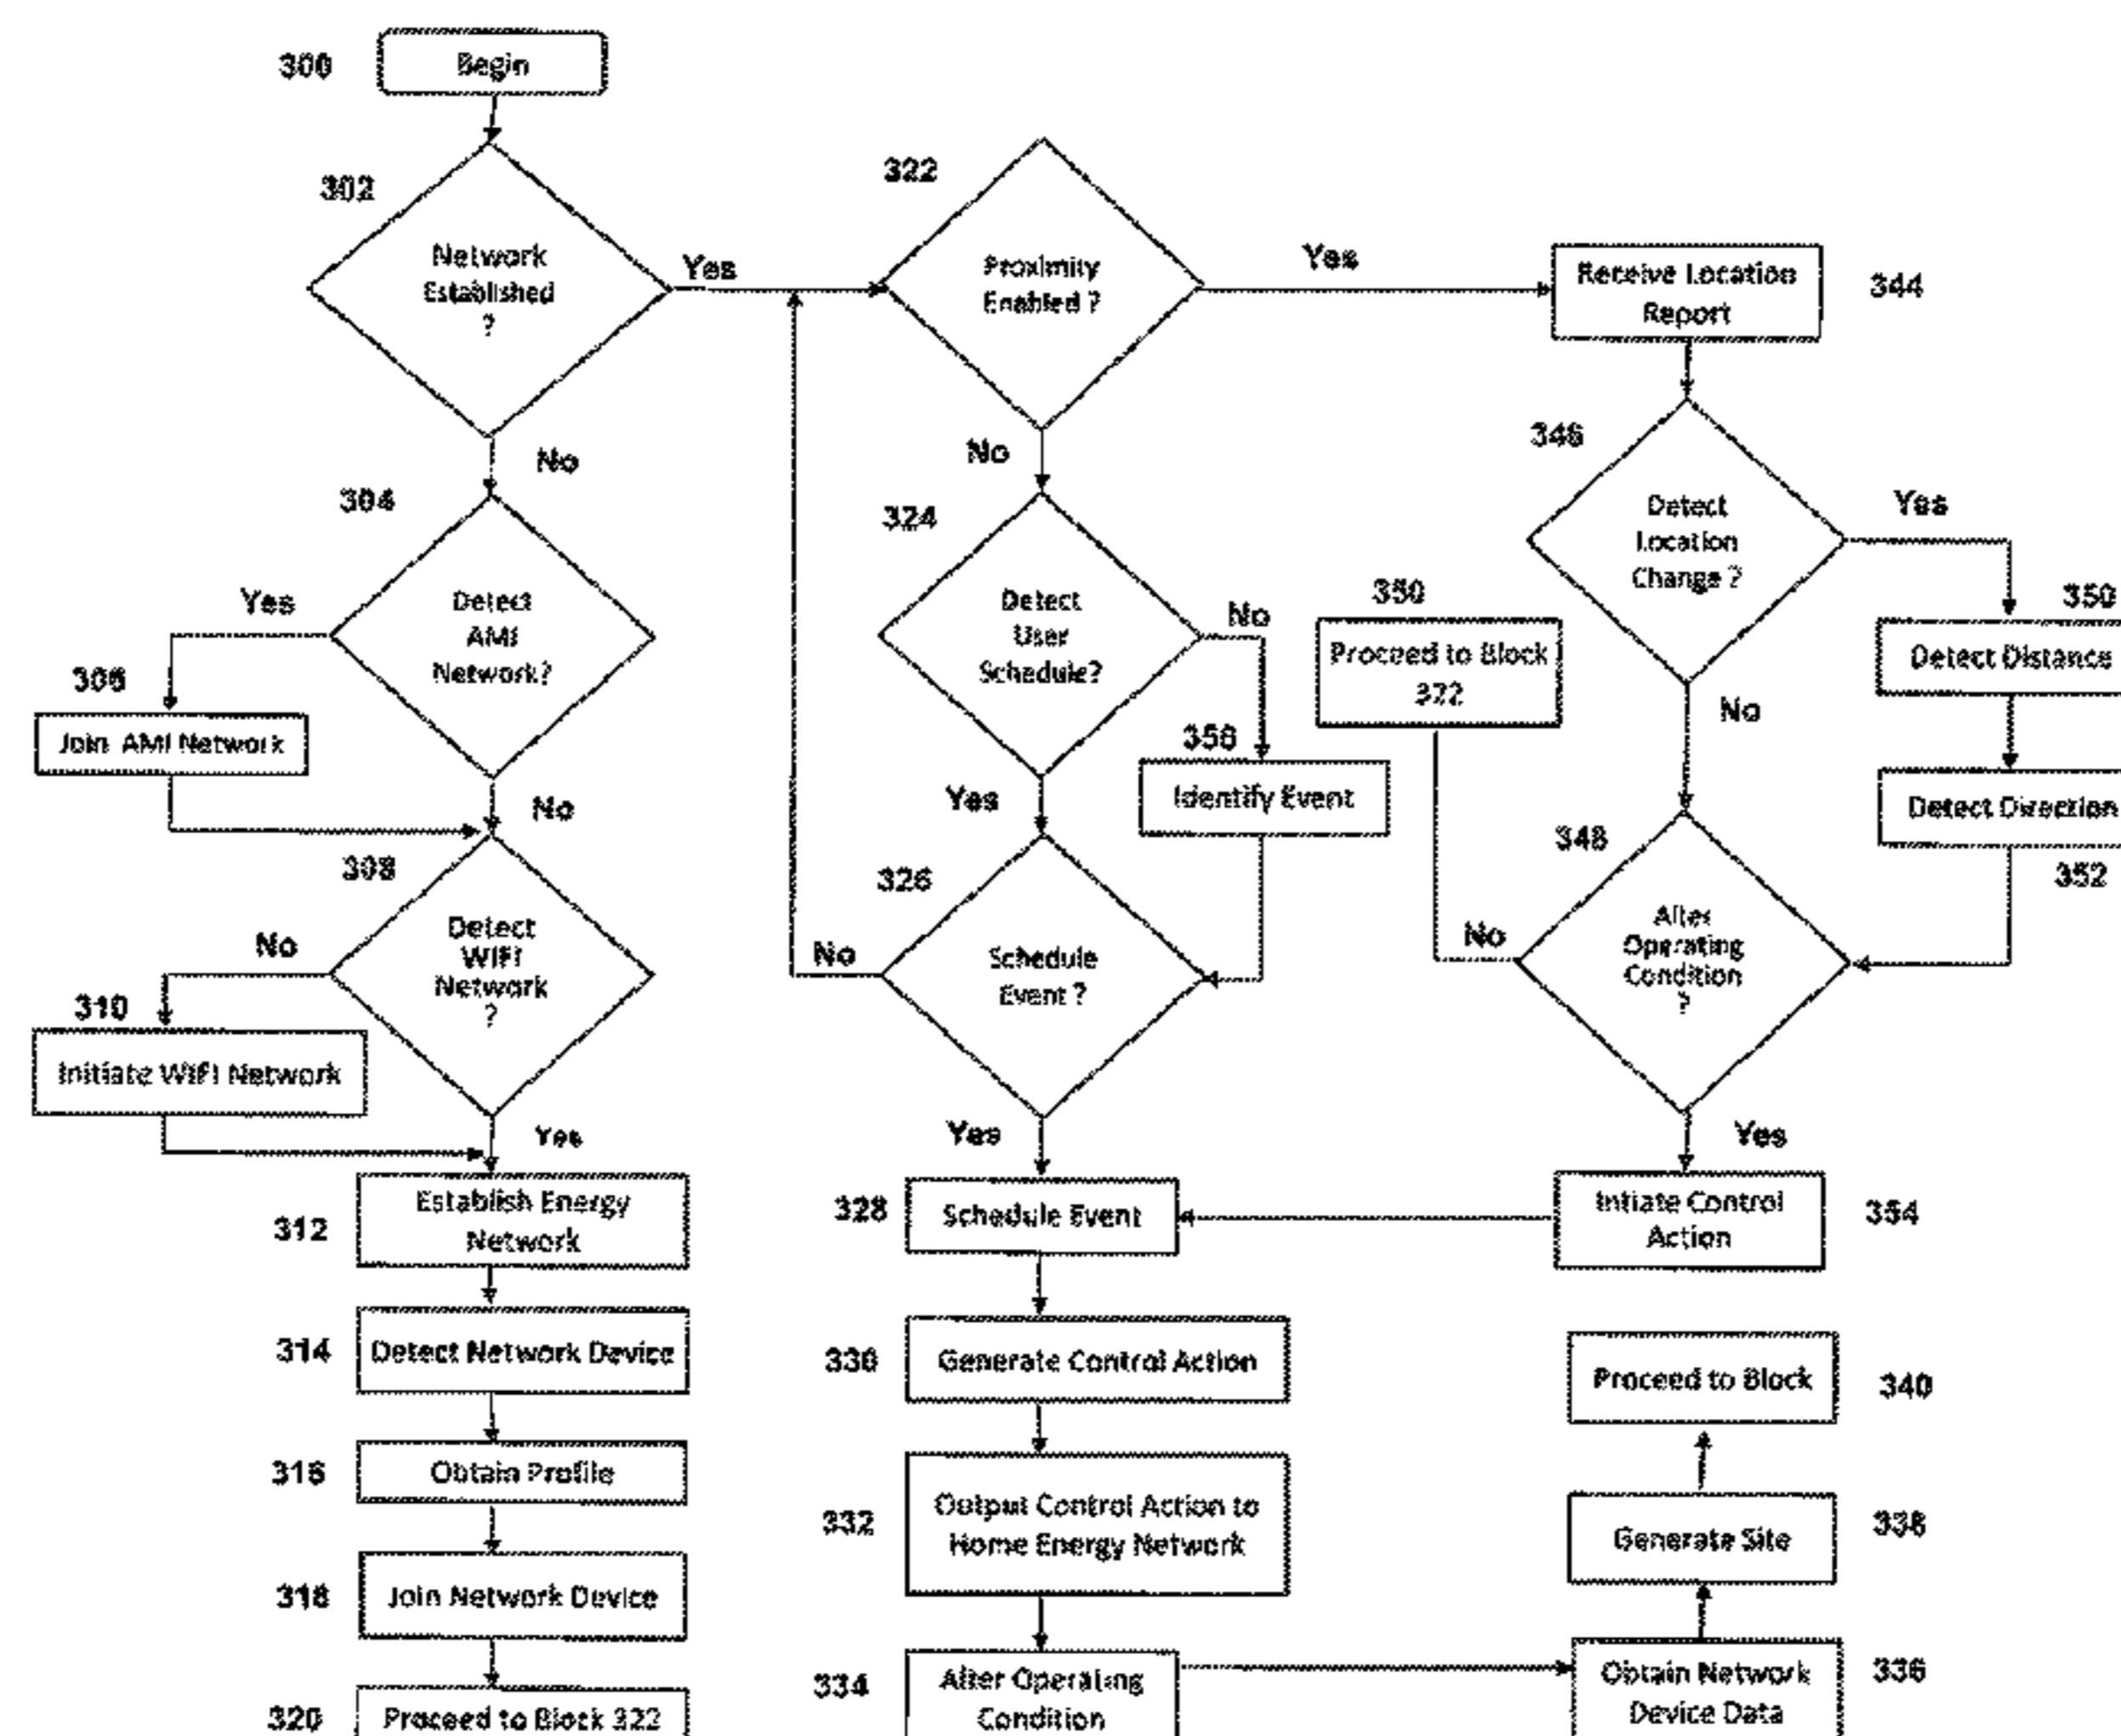 300
Begin
302
Network
Established
?
Yes
No
304
Detect
AMI
Network?
Yes
306
Join AMI Network
No
308
Detect
WIFI
Network
?
No
310
Initiate WIFI Network
Yes
312
Establish Energy
Network
314
Detect Network Device
316
Obtain Profile
318
Join Network Device
320
Proceed to Block 322
322
Proximity
Enabled ?
Yes
No
324
Detect
User
Schedule?
No
356
Identify Event
Yes
326
Schedule
Event ?
No
Yes
328
Schedule Event
330
Generate Control Action
332
Output Control Action to
Home Energy Network
334
Alter Operating
Condition
Receive Location
Report
344
346
Detect
Location
Change ?
Yes
350
Detect Distance
Detect Direction
352
No
350
Proceed to Block
322
348
Alter
Operating
Condition
?
No
Yes
Intiate Control
Action
354
Proceed to Block
340
Generate Site
338
Obtain Network
Device Data
336